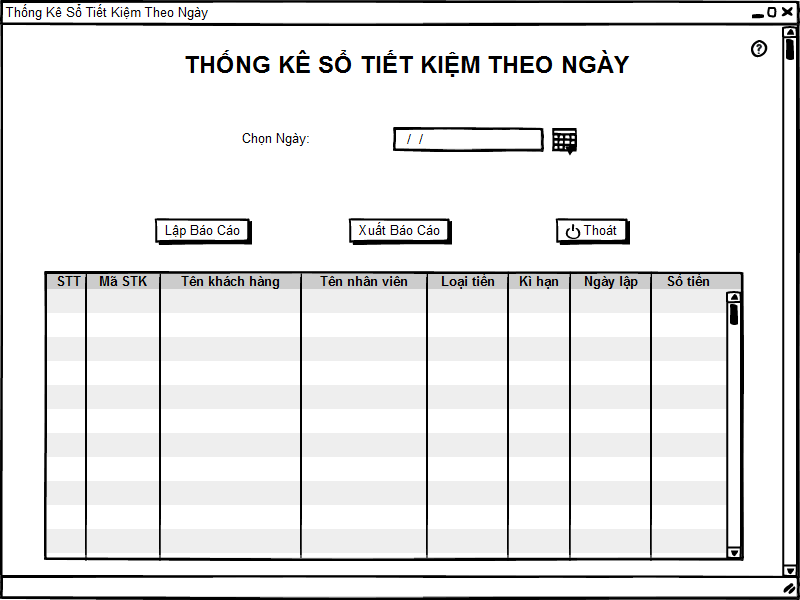 Thống Kê Sổ Tiết Kiệm Theo Ngày
?
THỐNG KÊ SỔ TIẾT KIỆM THEO NGÀY
Chọn Ngày: / /
Lập Báo Cáo Xuất Báo Cáo Thoát
STT Mã STK Tên khách hàng Tên nhân viên Loại tiền Kì hạn Ngày lập Số tiền